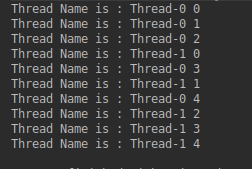 Thread Name is : Thread-0 0
Thread Name is : Thread-0 1
Thread Name is : Thread-0 2
Thread Name is : Thread-1 0
Thread Name is : Thread-0 3
Thread Name is : Thread-1 1
Thread Name is : Thread-0 4
Thread Name is : Thread-1 2
Thread Name is : Thread-1 3
Thread Name is : Thread-1 4